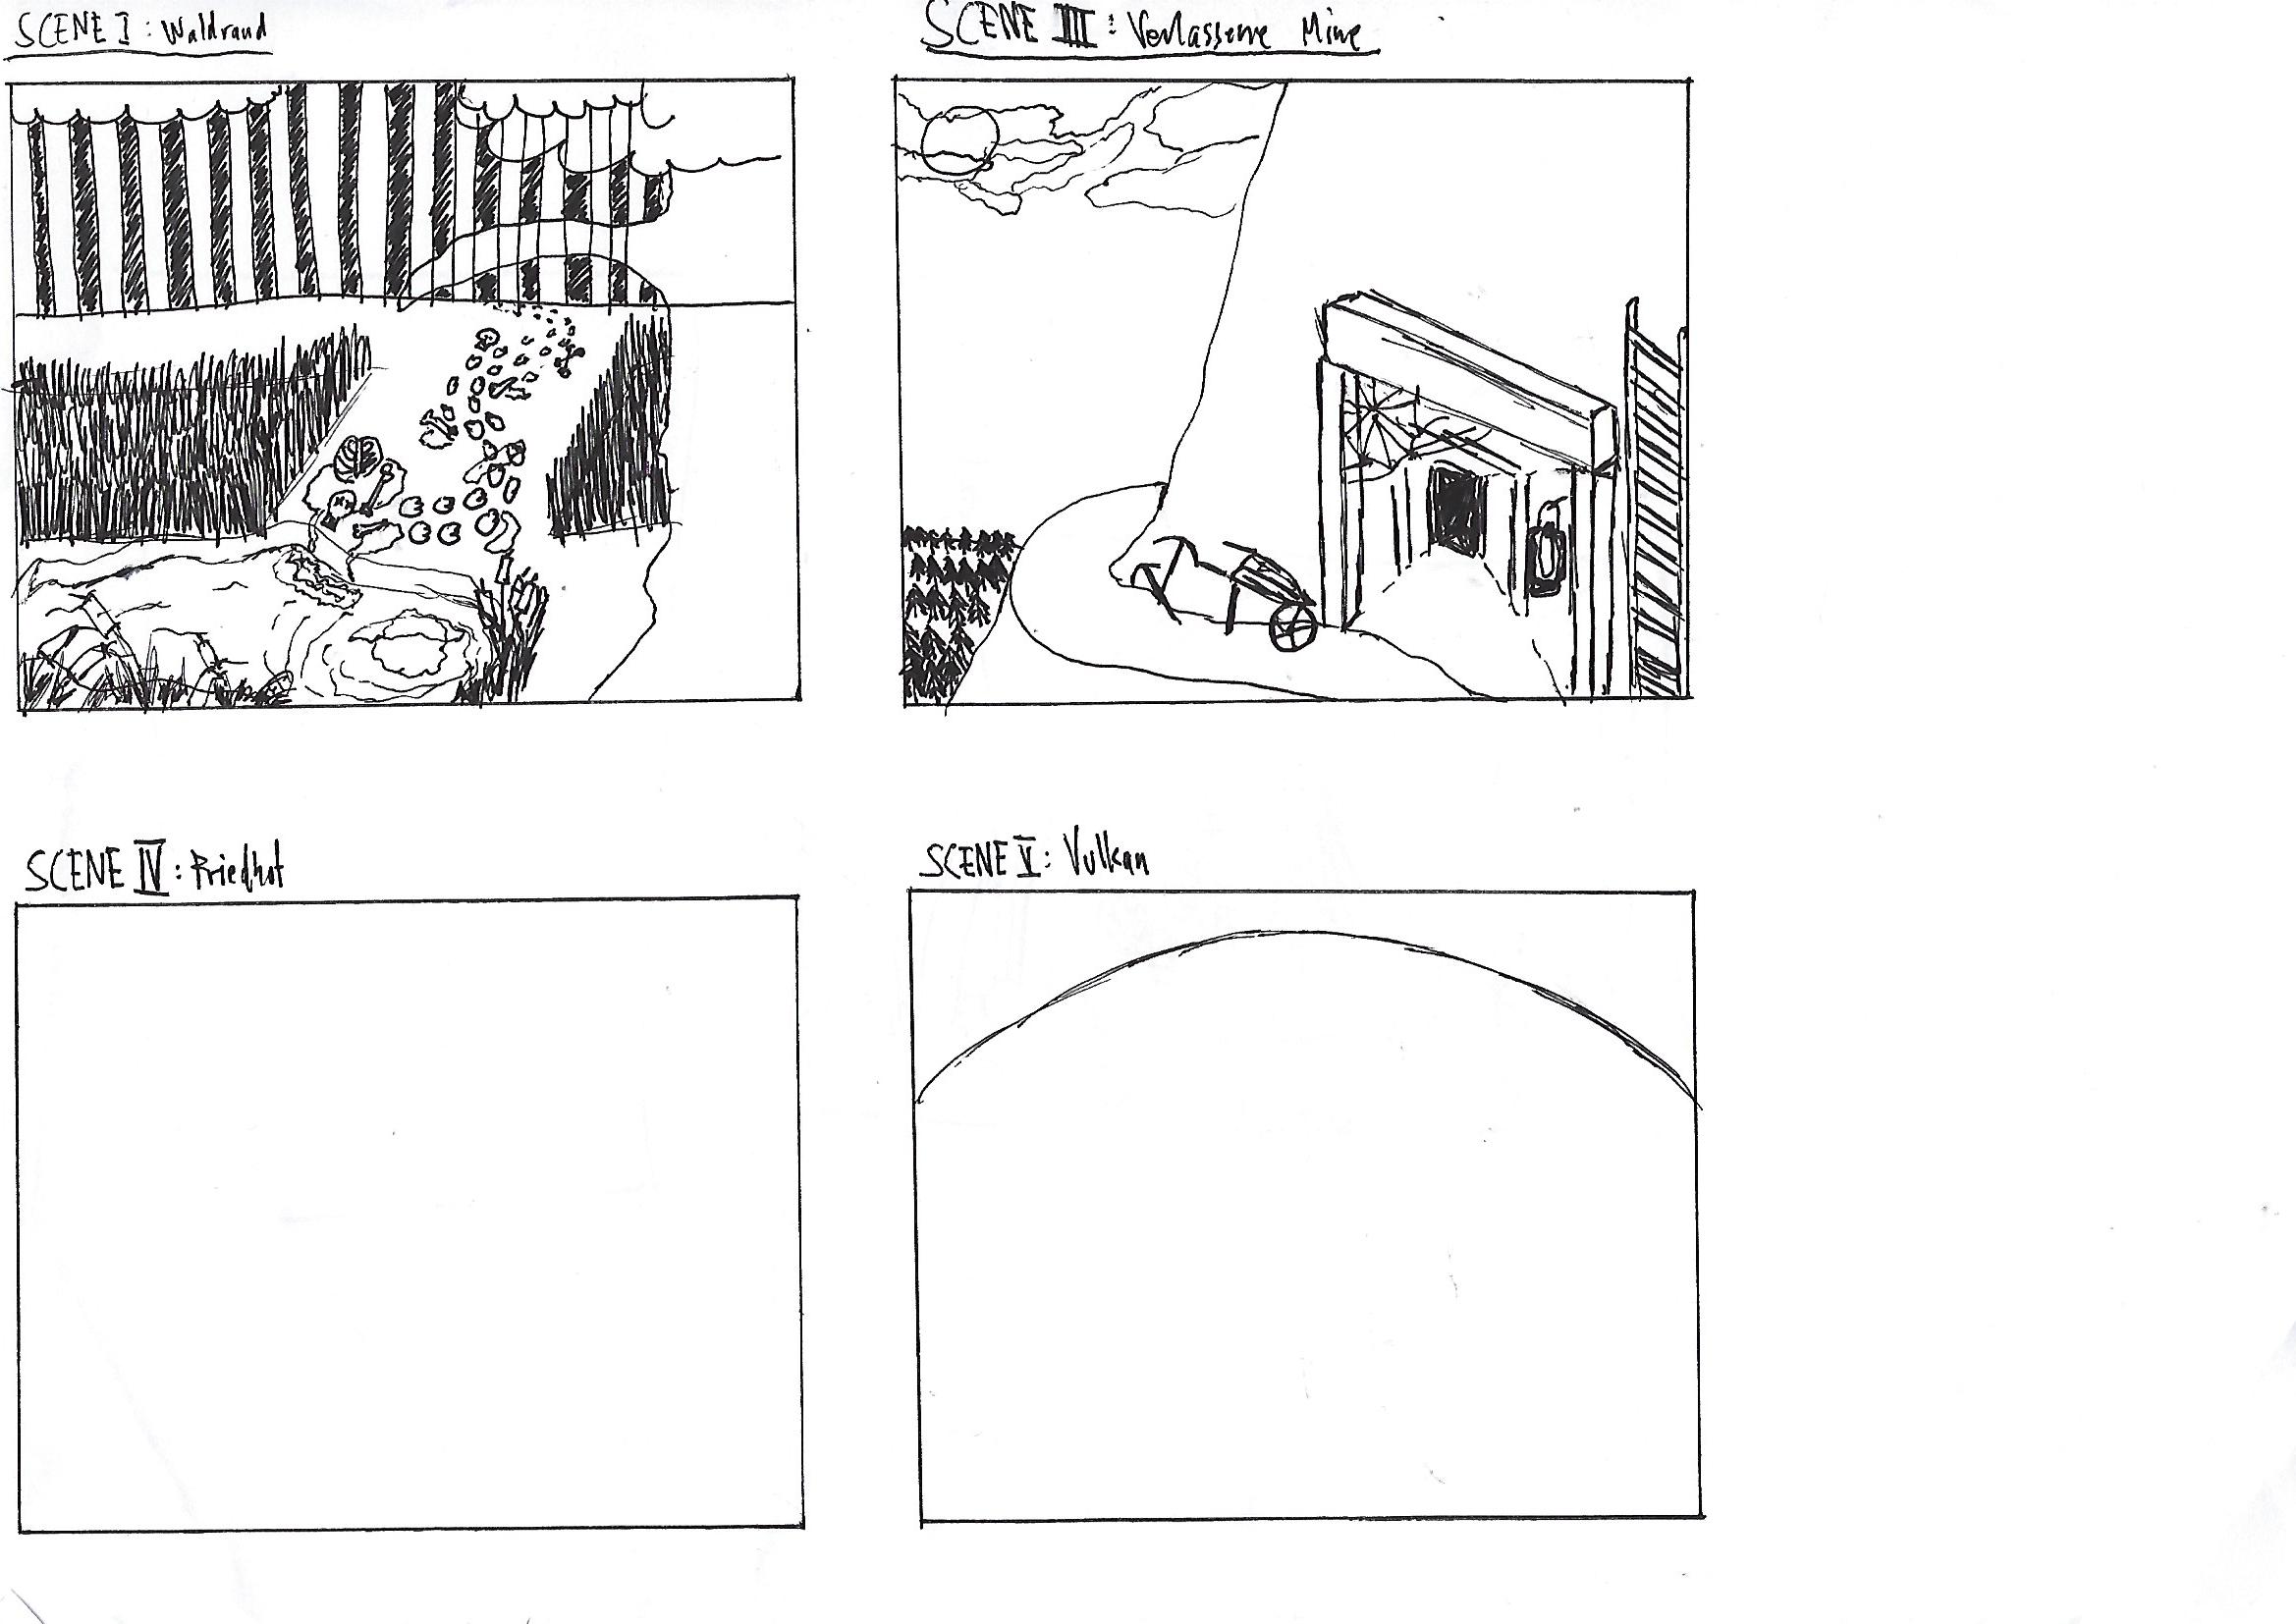 SCENE I: Waldrand
SCENE III: Verlassene Mine
SCENE IV: Friedhof
SCENE V: Vulkan